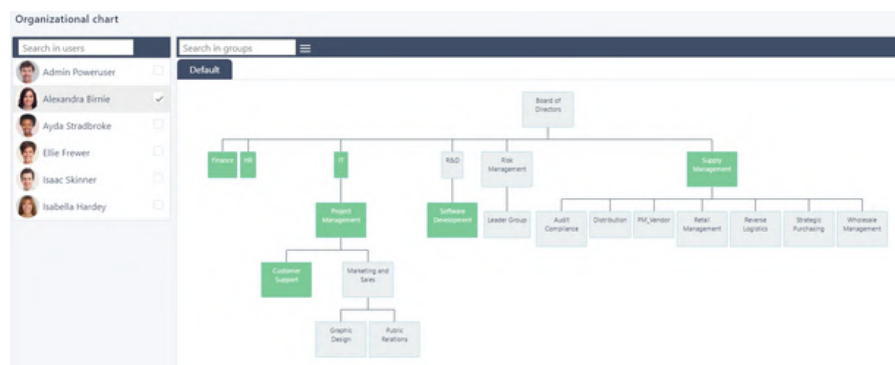 Organizational chart
Search in users
Search in groups
Admin Poweruser
Default
Alexandra Birnie
Ayda Stradbroke
Ellie Frewer
Isaac Skinner
Isabella Hardey
Board of
Directors
Finance
HR
IT
R&D
Risk
Management
Supply
Management
Project
Management
Software
Development
Leader Group
Audit
Compliance
Distribution
PM_Vendor
Retail
Management
Reverse
Logistics
Strategic
Purchasing
Wholesale
Management
Customer
Support
Marketing and
Sales
Graphic
Design
Public
Relations